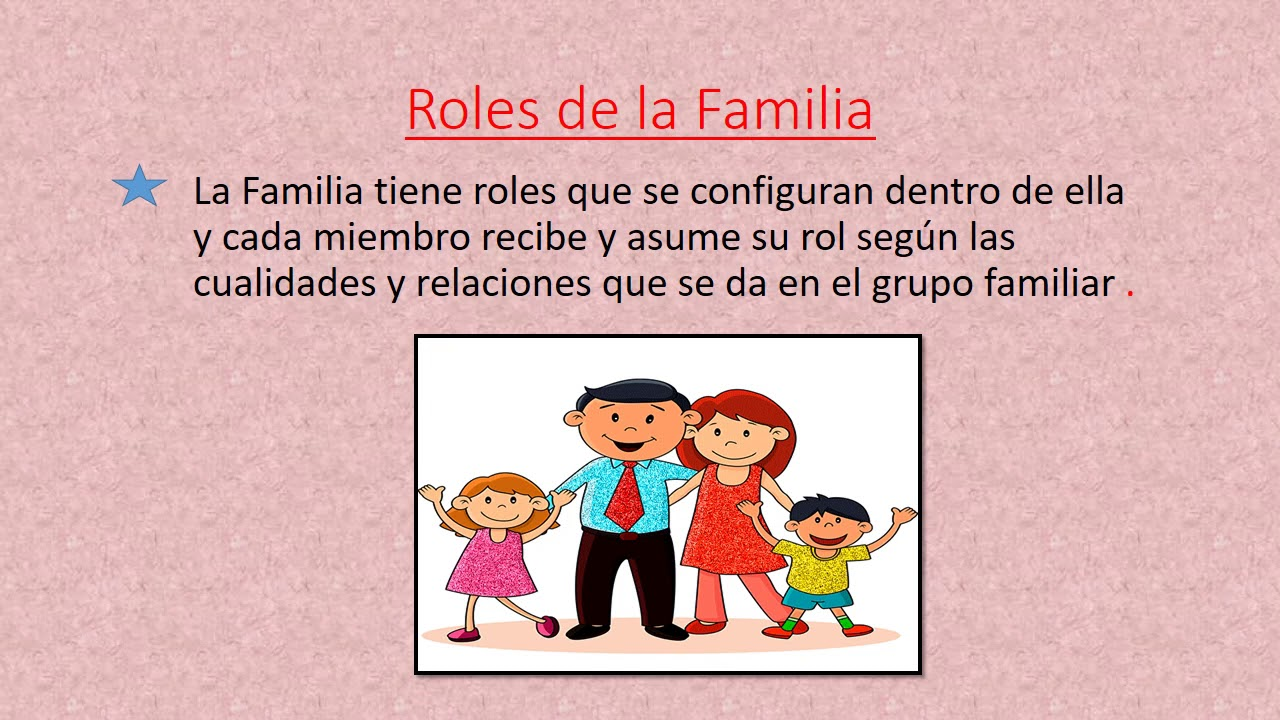 Roles de la Familia
La Familia tiene roles que se configuran dentro de ella
y cada miembro recibe y asume su rol según las
cualidades y relaciones que se da en el grupo familiar .